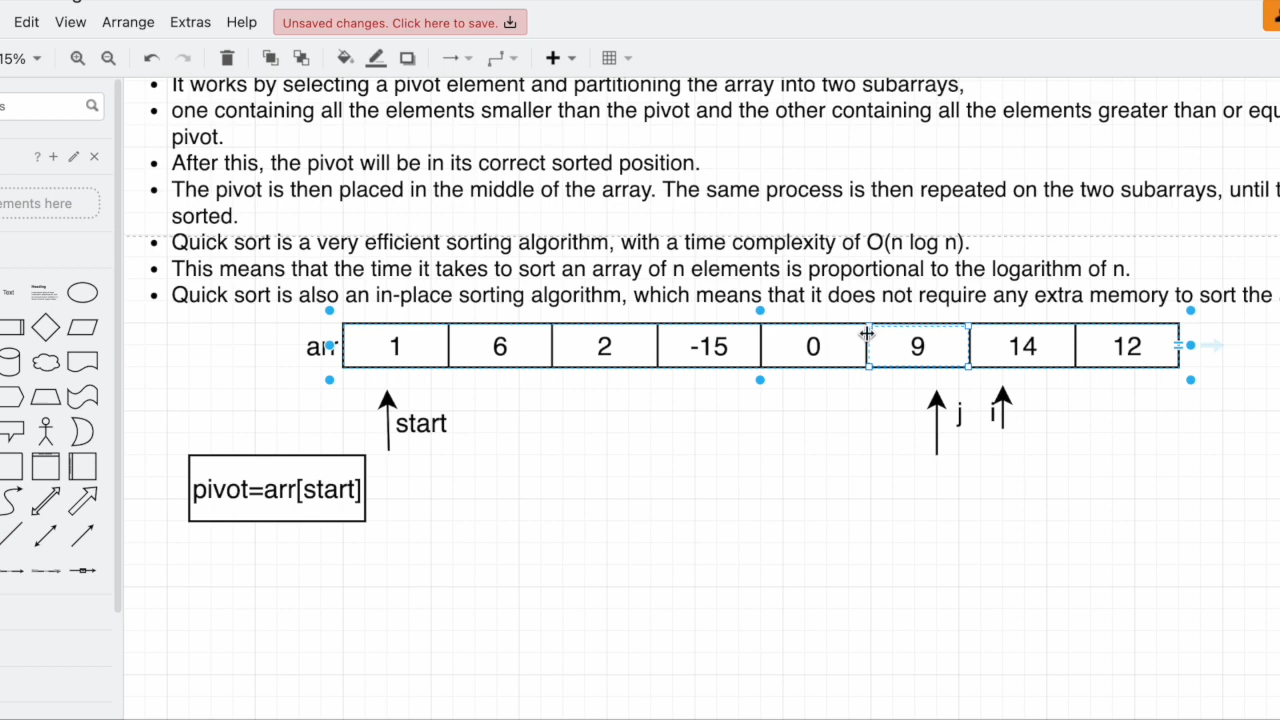 Edit View Arrange Extras Help Unsaved changes. Click here to save.
15%
It works by selecting a pivot element and partitioning the array into two subarrays,
one containing all the elements smaller than the pivot and the other containing all the elements greater than or equ
pivot.
After this, the pivot will be in its correct sorted position.
The pivot is then placed in the middle of the array. The same process is then repeated on the two subarrays, until t
sorted.
Quick sort is a very efficient sorting algorithm, with a time complexity of O(n log n).
This means that the time it takes to sort an array of n elements is proportional to the logarithm of n.
Quick sort is also an in-place sorting algorithm, which means that it does not require any extra memory to sort the
ements here
Text Heading
arr 1 6 2 -15 0 9 14 12
start j i
pivot=arr[start]